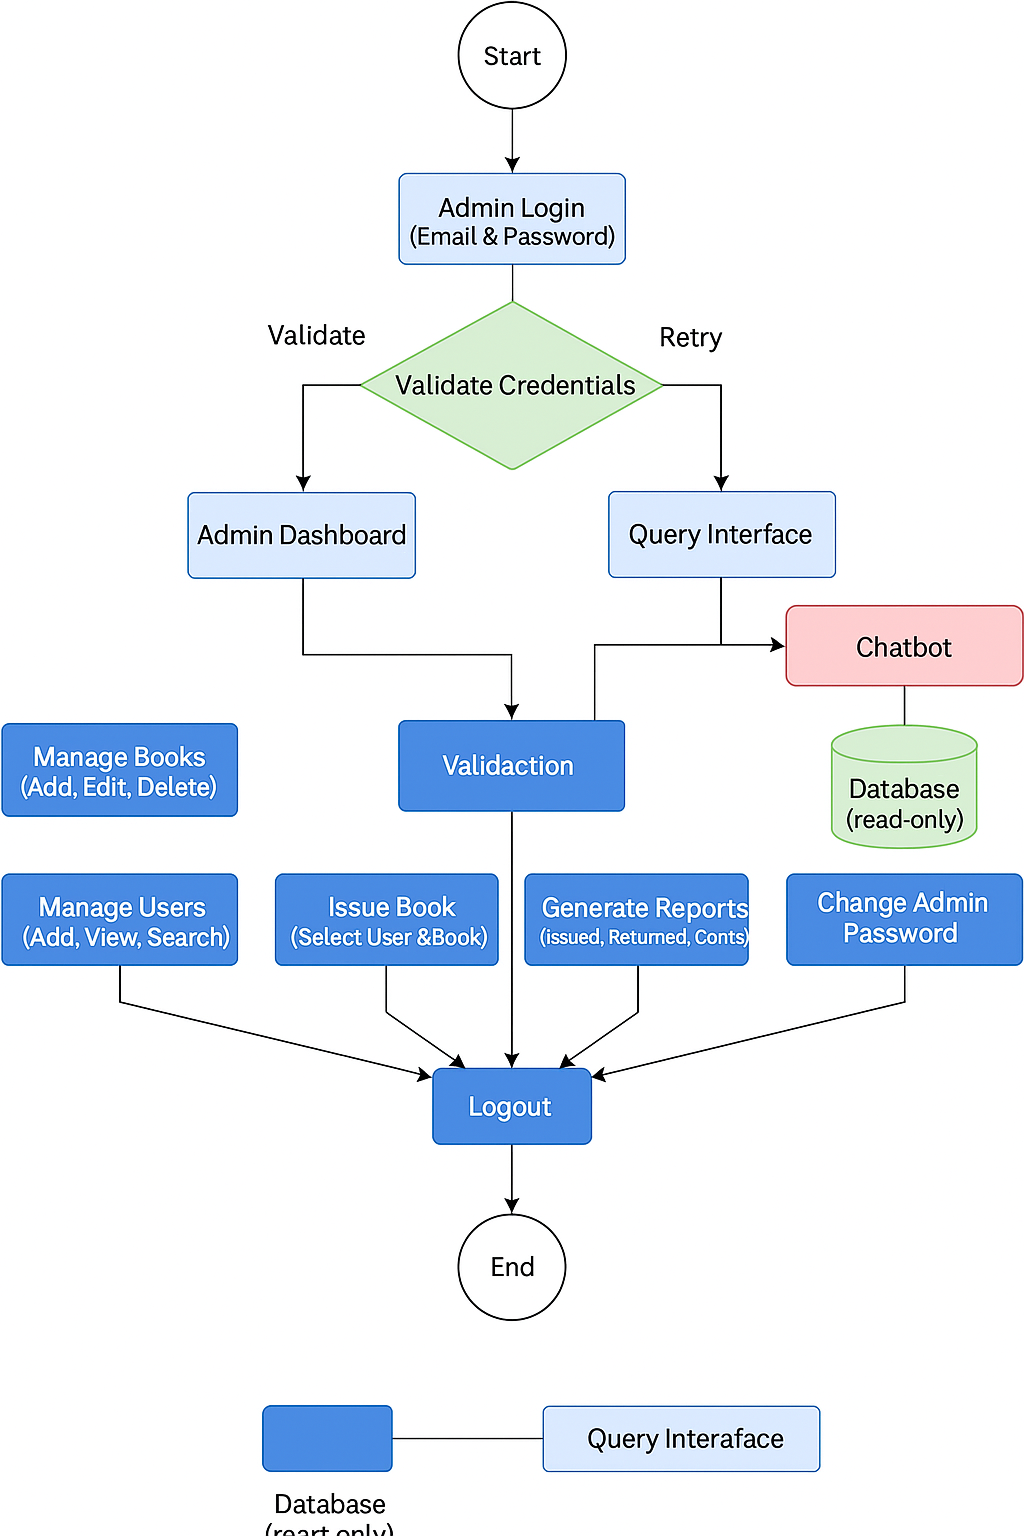 Start
Admin Login
(Email & Password)
Validate
Retry
Validate Credentials
Admin Dashboard
Query Interface
Chatbot
Manage Books
(Add, Edit, Delete)
Validaction
Database
(read-only)
Manage Users
(Add, View, Search)
Issue Book
(Select User &Book)
Generate Reports
(issued, Returned, Conts)
Change Admin
Password
Logout
End
Query Interaface
Database
(reart only)